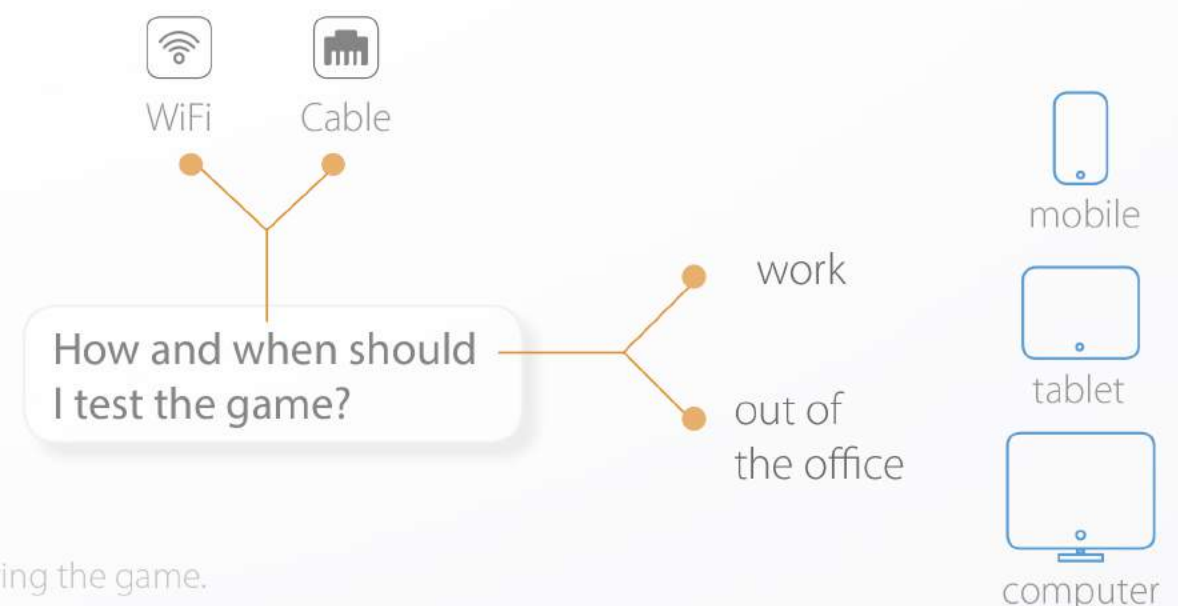 WiFi
Cable
mobile
work
How and when should
I test the game?
tablet
out of
the office
the game.
computer